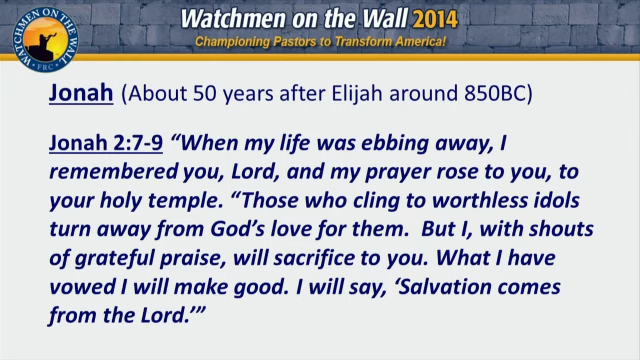 WATCHMEN ON THE WALL
• FRC •
Watchmen on the Wall 2014
Championing Pastors to Transform America!
Jonah (About 50 years after Elijah around 850BC)
Jonah 2:7-9 “When my life was ebbing away, I
remembered you, Lord, and my prayer rose to you, to
your holy temple. “Those who cling to worthless idols
turn away from God’s love for them.  But I, with shouts
of grateful praise, will sacrifice to you. What I have
vowed I will make good. I will say, ‘Salvation comes
from the Lord.’”